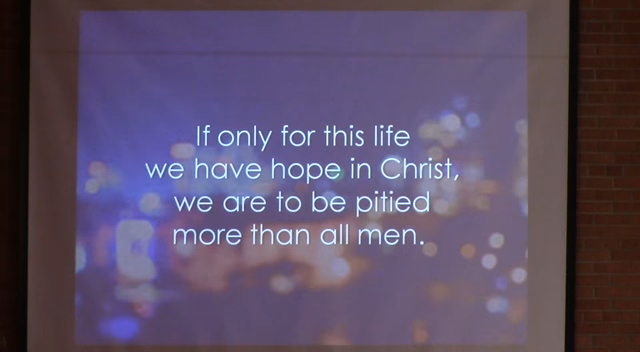 If only for this life
we have hope in Christ,
we are to be pitied
more than all men.